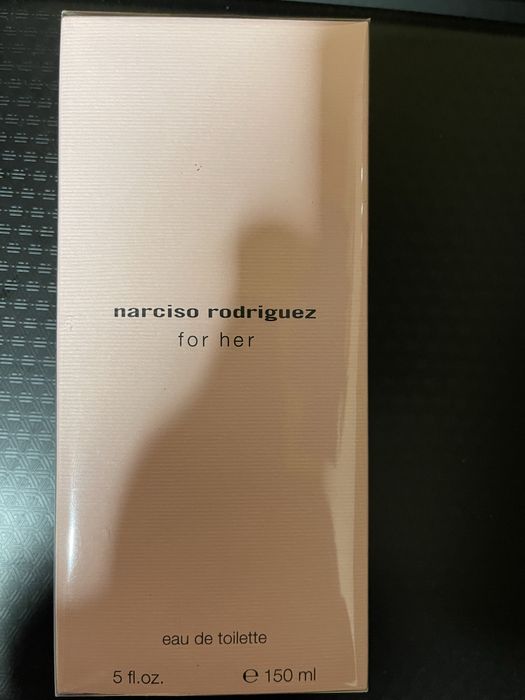 narciso rodriguez
for her
eau de toilette
5 fl.oz. ℮ 150 ml